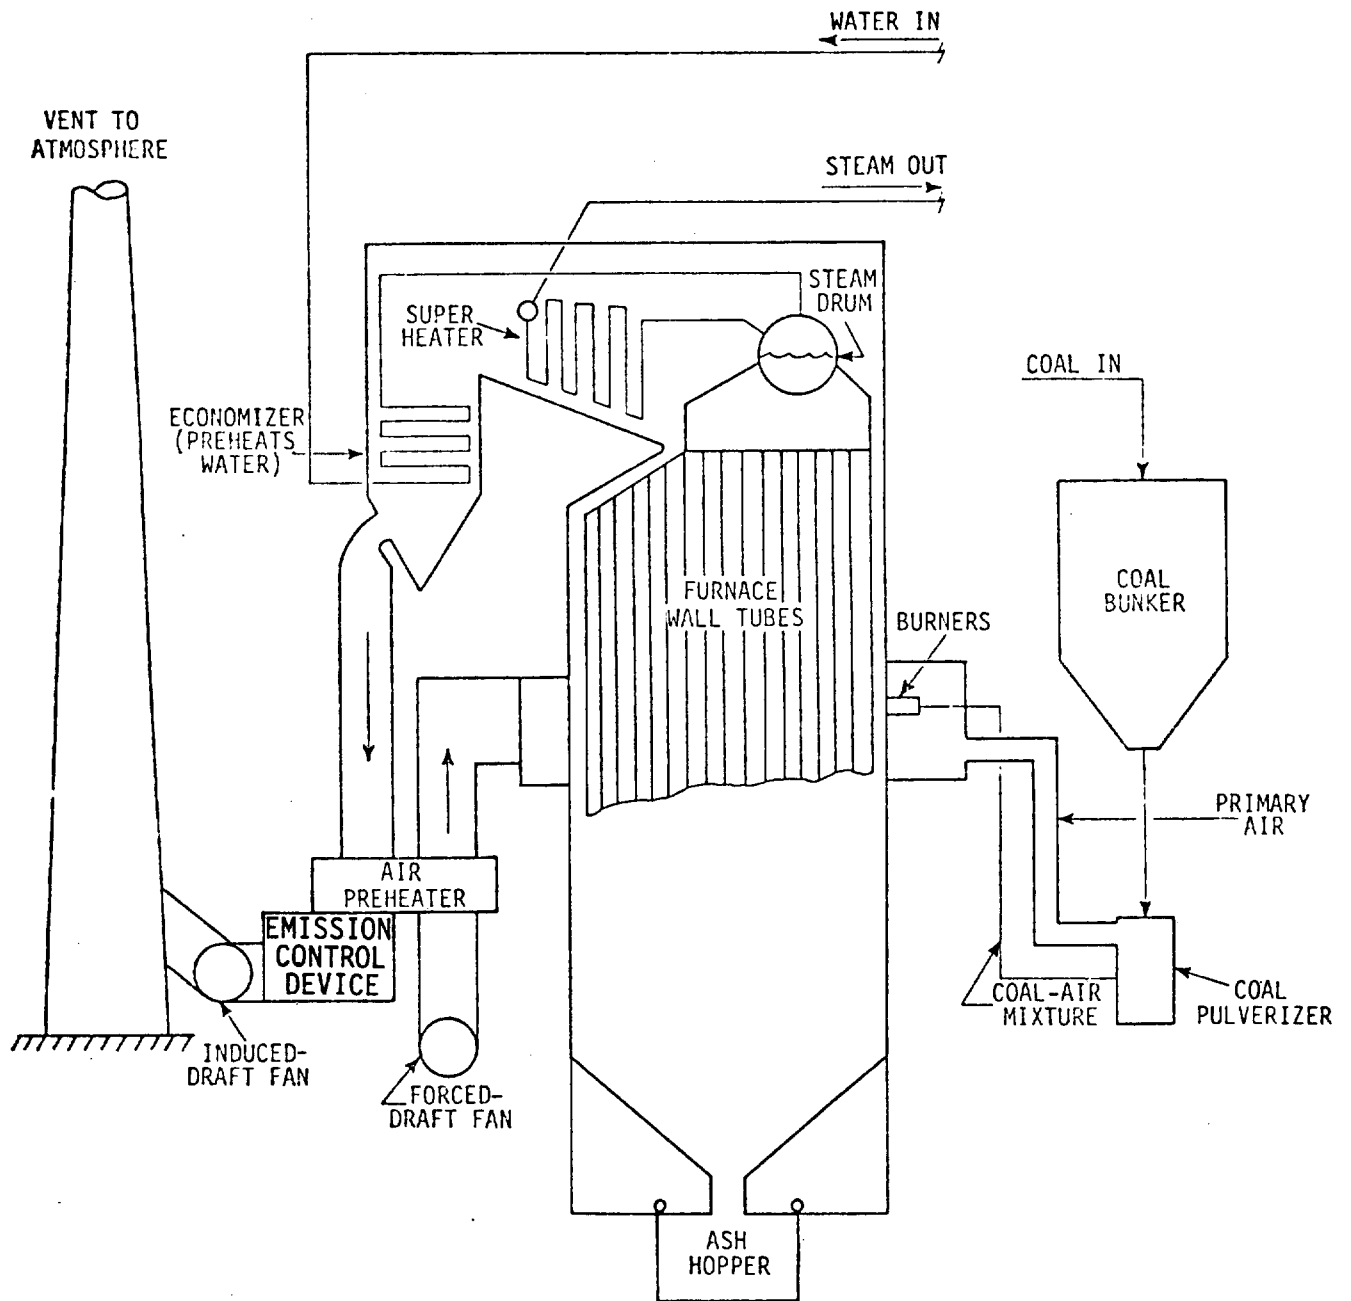 WATER IN
VENT TO
ATMOSPHERE
STEAM OUT
STEAM
DRUM
SUPER
HEATER
COAL IN
ECONOMIZER
(PREHEATS
WATER)
COAL
BUNKER
FURNACE
WALL TUBES
BURNERS
PRIMARY
AIR
AIR
PREHEATER
EMISSION
CONTROL
DEVICE
COAL-AIR
MIXTURE
COAL
PULVERIZER
INDUCED-
DRAFT FAN
FORCED-
DRAFT FAN
ASH
HOPPER